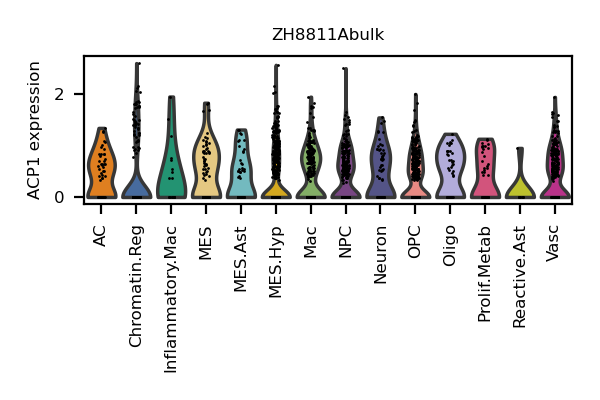 ZH8811Abulk
ACP1 expression
2
0
AC
Chromatin.Reg
Inflammatory.Mac
MES
MES.Ast
MES.Hyp
Mac
NPC
Neuron
OPC
Oligo
Prolif.Metab
Reactive.Ast
Vasc